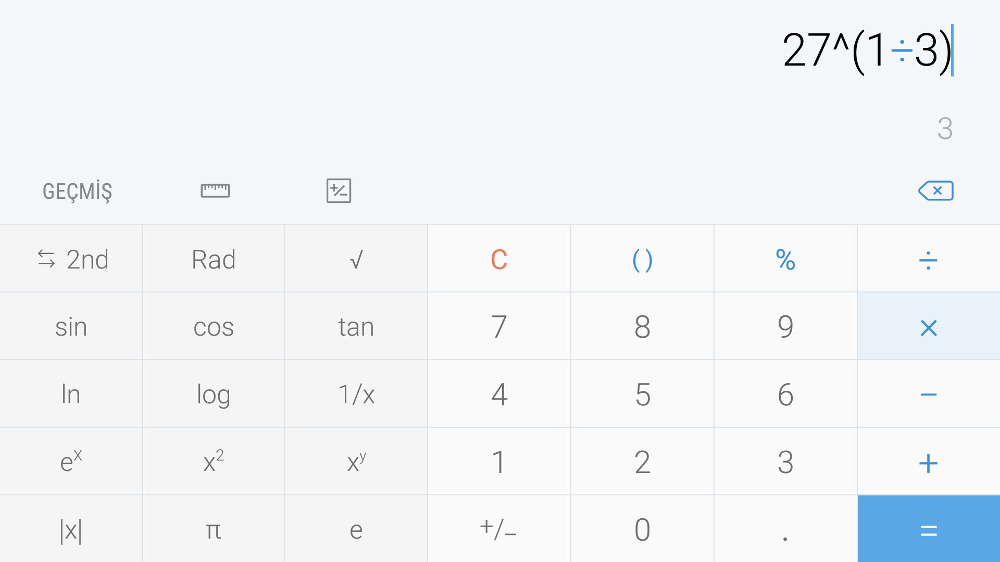 27^(1÷3)
3
GEÇMİŞ
2nd Rad √ C ( ) % ÷
sin cos tan 7 8 9 ×
ln log 1/x 4 5 6 −
eˣ x² xʸ 1 2 3 +
|x| π e +/− 0 . =